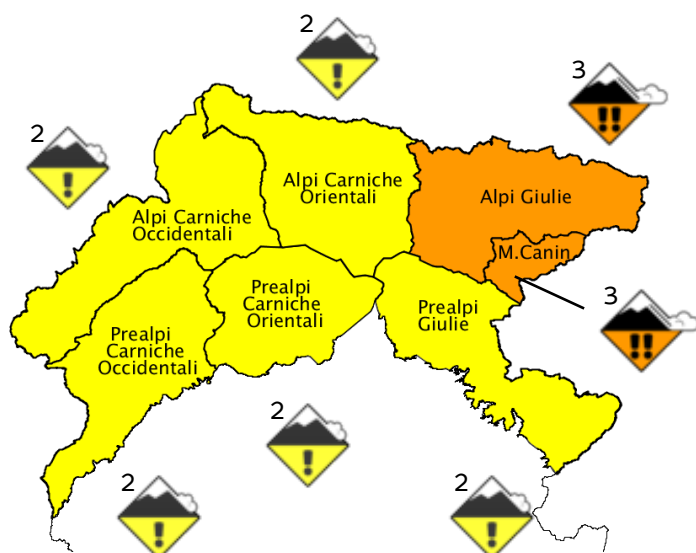 2
3
2
Alpi Carniche
Orientali
Alpi Giulie
Alpi Carniche
Occidentali
M.Canin
Prealpi
Carniche
Orientali
Prealpi
Giulie
3
Prealpi
Carniche
Occidentali
2
2
2